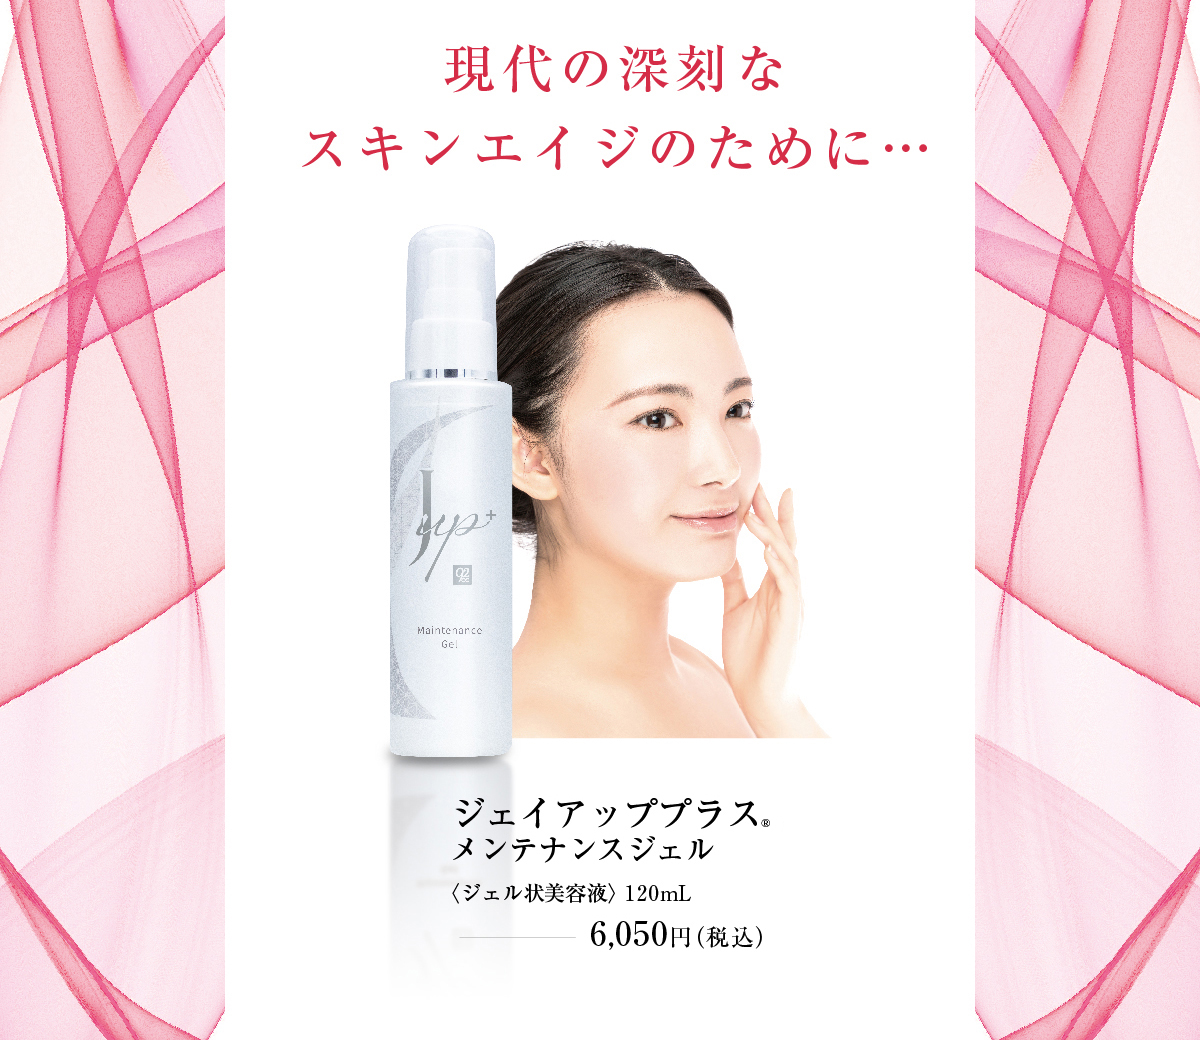 現代の深刻な
スキンエイジのために…
Jup+
Maintenance
Gel
ジェイアッププラス®
メンテナンスジェル
〈ジェル状美容液〉120mL
6,050円(税込)